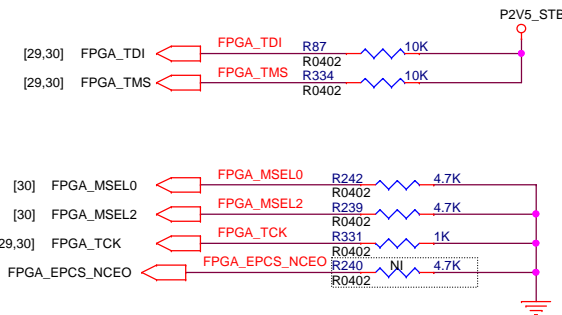 P2V5_STB
[29,30] FPGA_TDI FPGA_TDI R87 10K
R0402
[29,30] FPGA_TMS FPGA_TMS R334 10K
R0402
[30] FPGA_MSEL0 FPGA_MSEL0 R242 4.7K
R0402
[30] FPGA_MSEL2 FPGA_MSEL2 R239 4.7K
R0402
29,30] FPGA_TCK FPGA_TCK R331 1K
R0402
FPGA_EPCS_NCEO FPGA_EPCS_NCEO R240 NI 4.7K
R0402